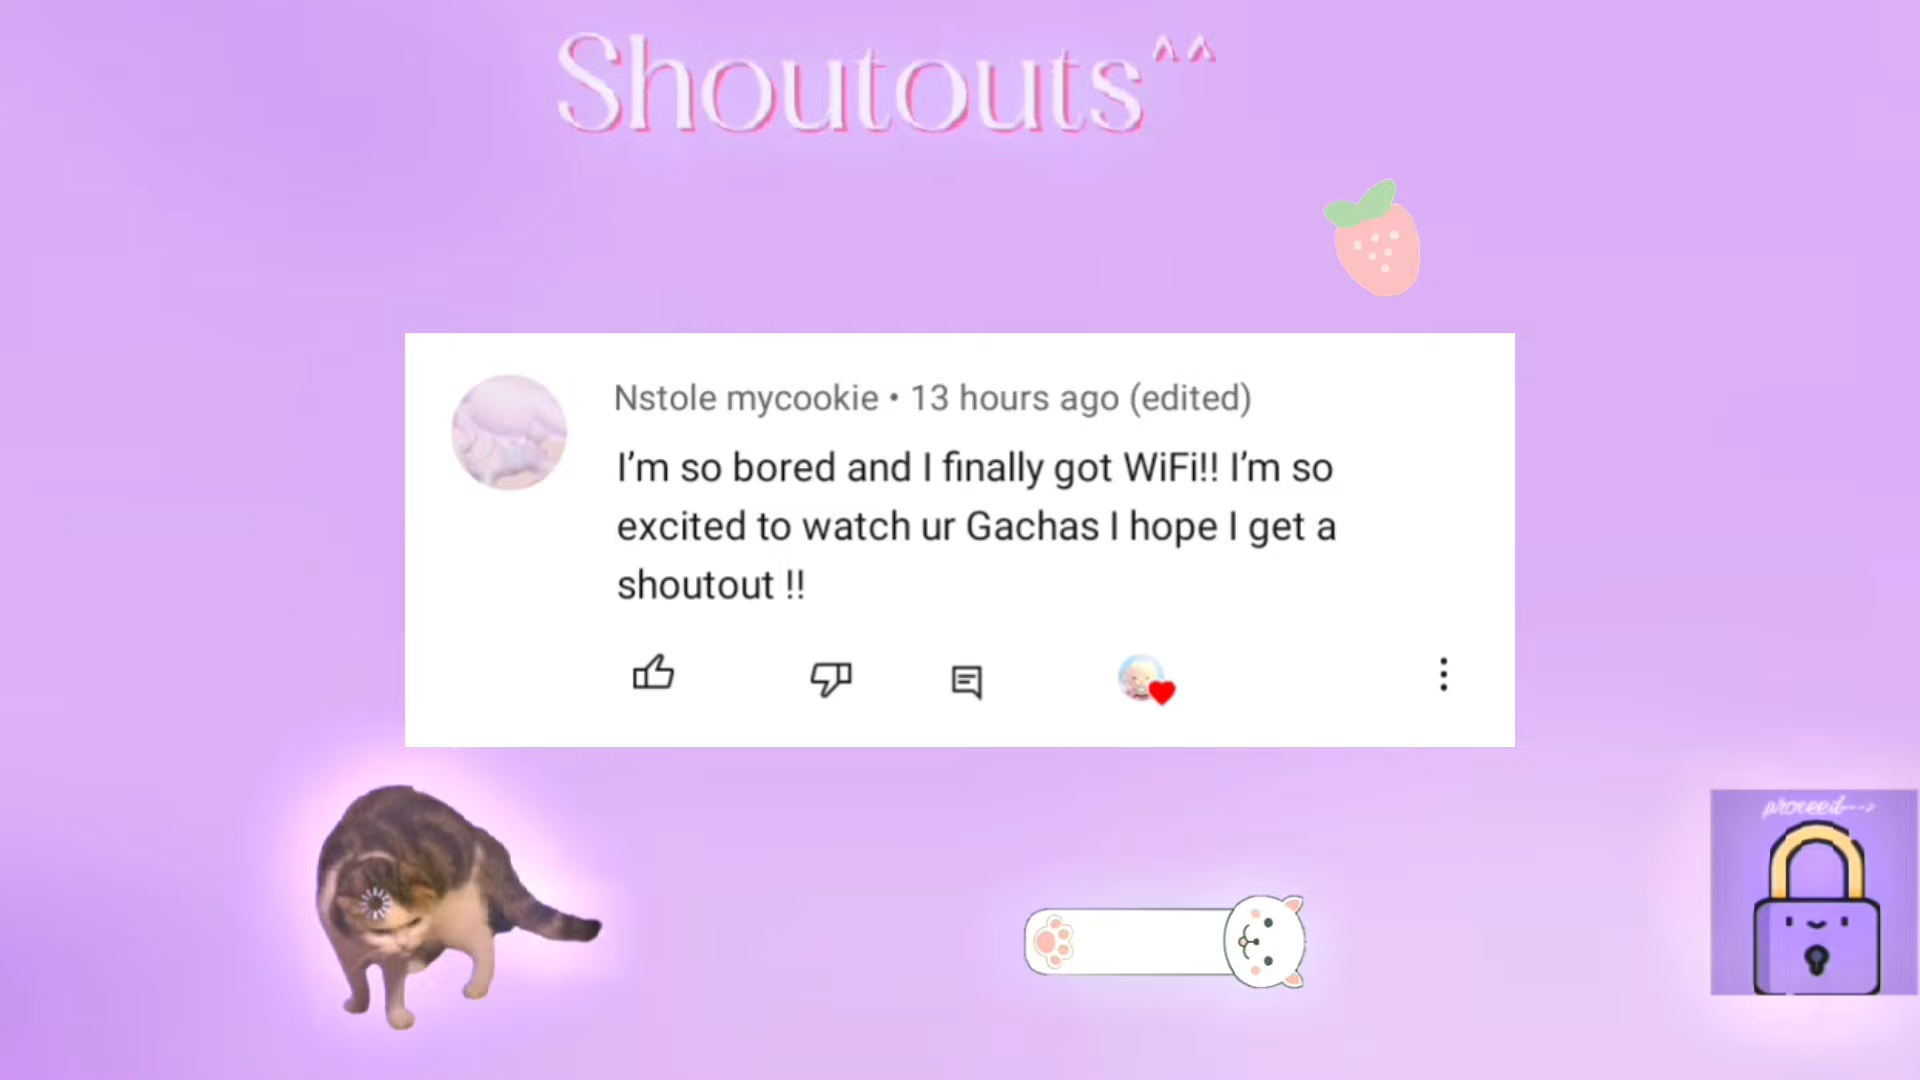 Shoutouts^^
Nstole mycookie • 13 hours ago (edited)
I’m so bored and I finally got WiFi!! I’m so
excited to watch ur Gachas I hope I get a
shoutout !!
proceed--->